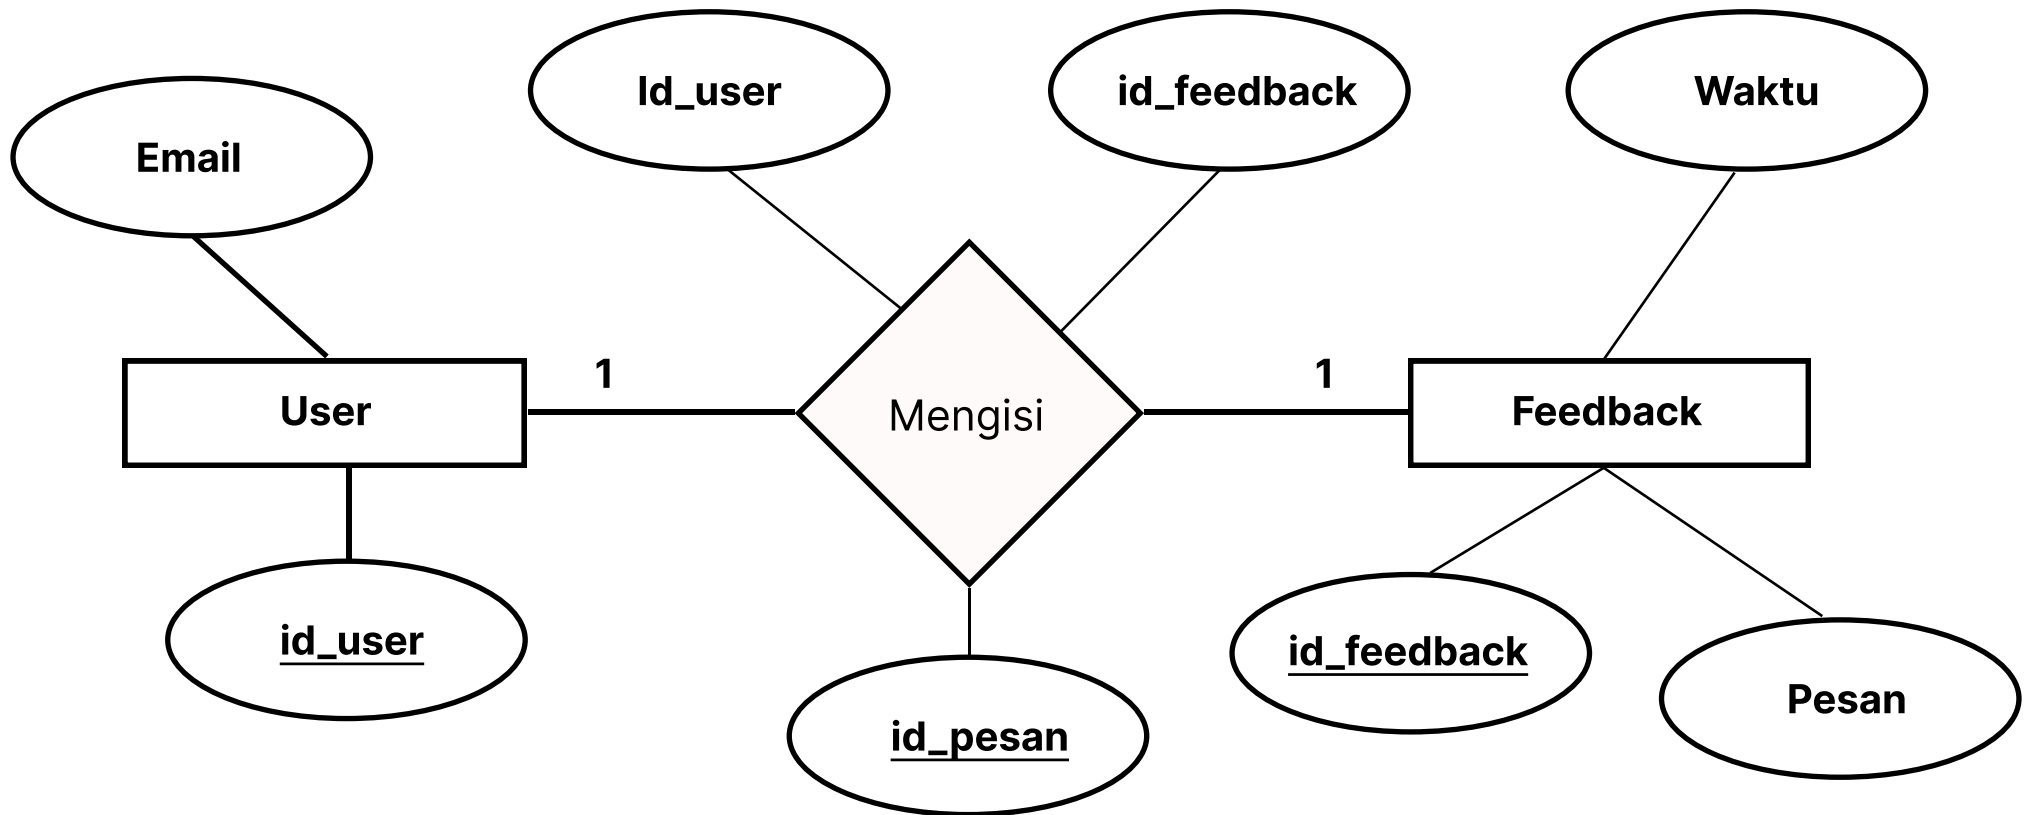 Id_user
id_feedback
Waktu
Email
1
1
User
Mengisi
Feedback
id_user
id_feedback
Pesan
id_pesan